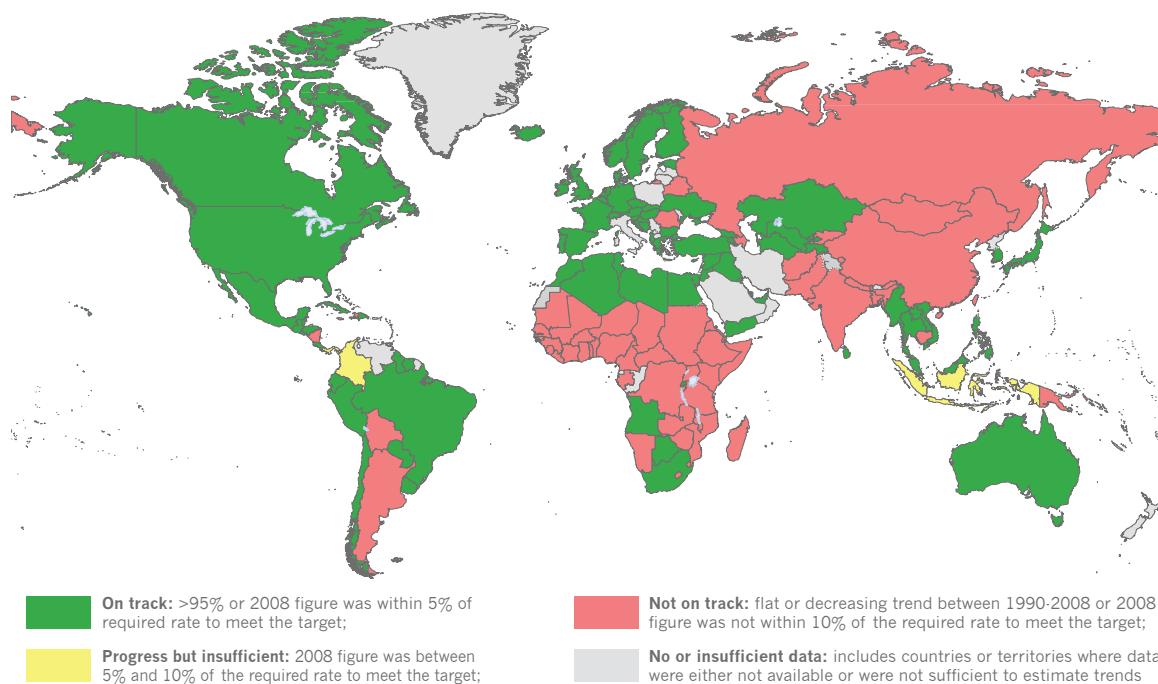 On track: >95% or 2008 figure was within 5% of
required rate to meet the target;
Progress but insufficient: 2008 figure was between
5% and 10% of the required rate to meet the target;
Not on track: flat or decreasing trend between 1990-2008 or 2008
figure was not within 10% of the required rate to meet the target;
No or insufficient data: includes countries or territories where data
were either not available or were not sufficient to estimate trends